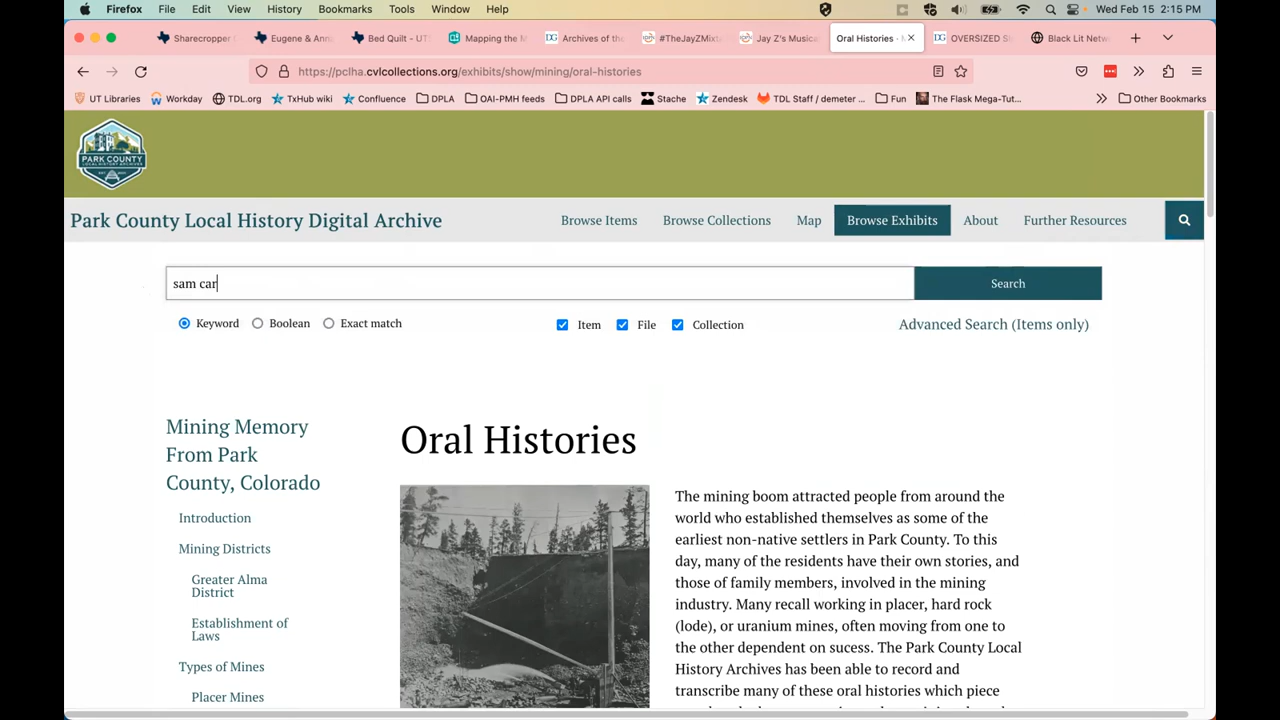 Firefox File Edit View History Bookmarks Tools Window Help Wed Feb 15 2:15 PM
Sharecropper Eugene & Ann Bed Quilt - UT Mapping the M Archives of the #TheJayZMixt Jay Z's Musica Oral Histories - OVERSIZED S Black Lit Netw
https://pclha.cvlcollections.org/exhibits/show/mining/oral-histories
UT Libraries Workday TDL.org TxHub wiki Confluence DPLA OAI-PMH feeds DPLA API calls Stache Zendesk TDL Staff / demeter ... Fun The Flask Mega-Tut... Other Bookmarks
PARK COUNTY
LOCAL HISTORY ARCHIVES
Park County Local History Digital Archive Browse Items Browse Collections Map Browse Exhibits About Further Resources
sam car Search
Keyword Boolean Exact match Item File Collection Advanced Search (Items only)
Mining Memory
From Park
County, Colorado
Introduction
Mining Districts
Greater Alma
District
Establishment of
Laws
Types of Mines
Placer Mines
Oral Histories
The mining boom attracted people from around the
world who established themselves as some of the
earliest non-native settlers in Park County. To this
day, many of the residents have their own stories, and
those of family members, involved in the mining
industry. Many recall working in placer, hard rock
(lode), or uranium mines, often moving from one to
the other dependent on sucess. The Park County Local
History Archives has been able to record and
transcribe many of these oral histories which piece